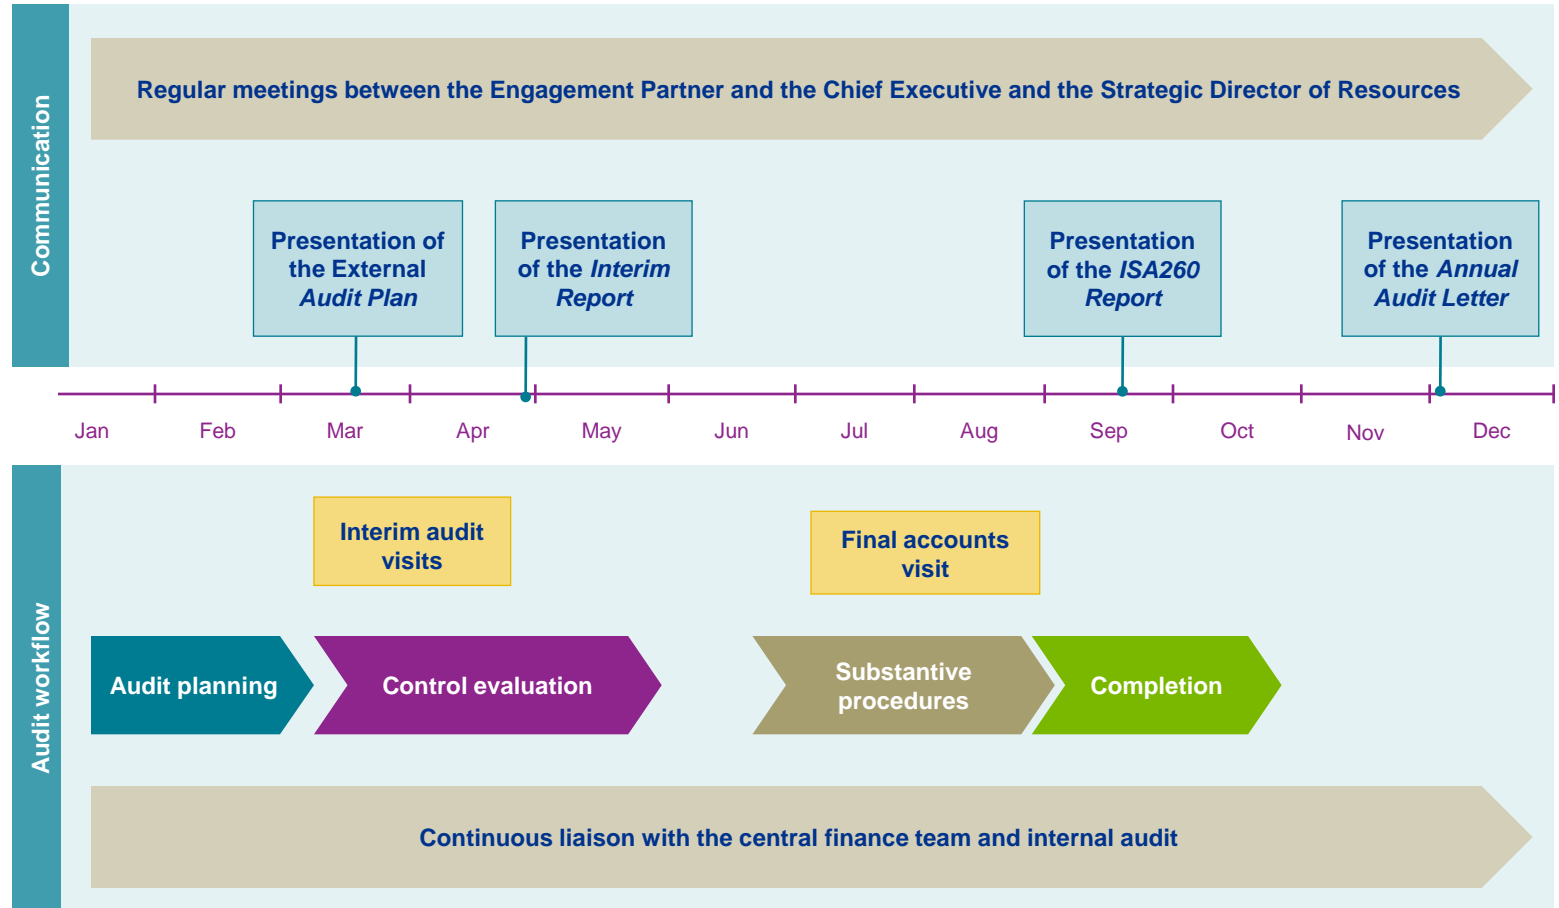 Communication
Regular meetings between the Engagement Partner and the Chief Executive and the Strategic Director of Resources
Presentation of
the External
Audit Plan
Presentation
of the Interim
Report
Presentation
of the ISA260
Report
Presentation
of the Annual
Audit Letter
Jan Feb Mar Apr May Jun Jul Aug Sep Oct Nov Dec
Audit workflow
Interim audit
visits
Final accounts
visit
Audit planning
Control evaluation
Substantive
procedures
Completion
Continuous liaison with the central finance team and internal audit